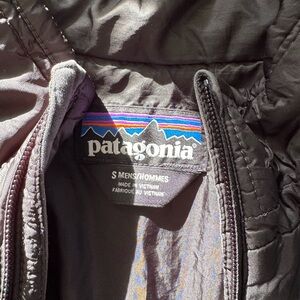 patagonia®
S MENS/HOMMES
MADE IN VIETNAM
FABRIQUÉ AU VIETNAM